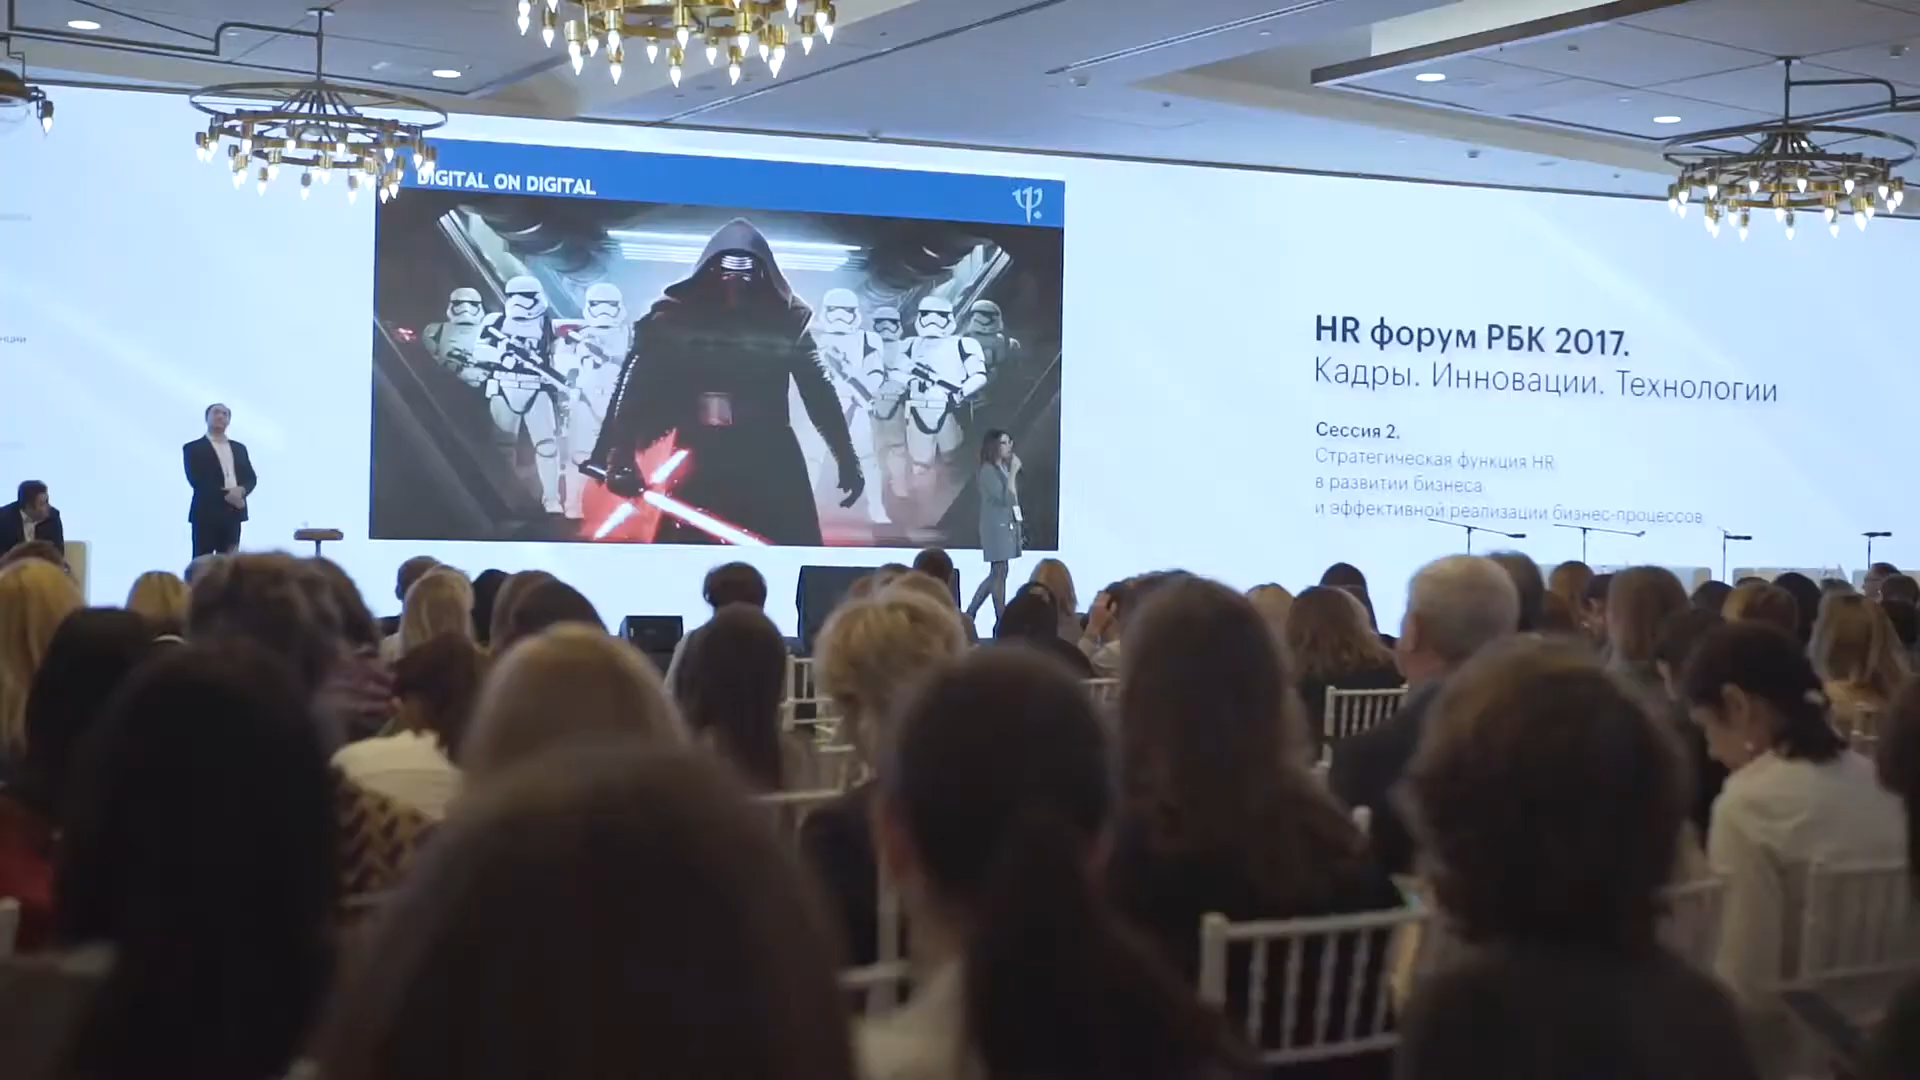 DIGITAL ON DIGITAL
HR форум РБК 2017.
Кадры. Инновации. Технологии
Сессия 2.
Стратегическая функция HR
в развитии бизнеса
и эффективной реализации бизнес-процессов